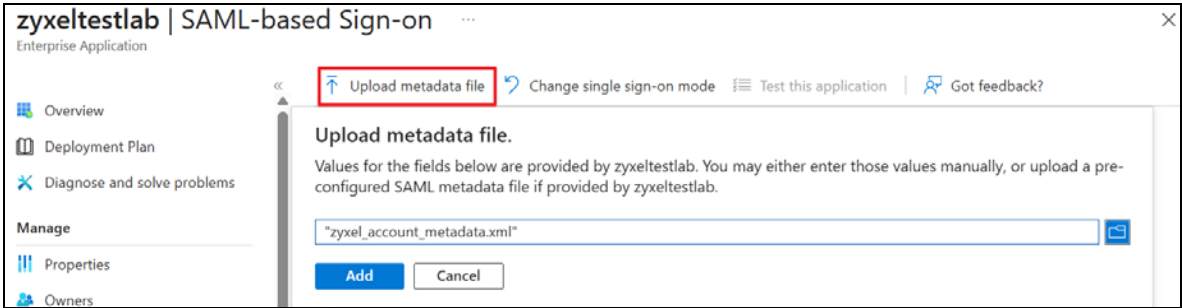 zyxeltestlab | SAML-based Sign-on ...
Enterprise Application
Upload metadata file Change single sign-on mode Test this application | Got feedback?
Overview
Deployment Plan
Diagnose and solve problems
Manage
Properties
Owners
Upload metadata file.
Values for the fields below are provided by zyxeltestlab. You may either enter those values manually, or upload a pre-
configured SAML metadata file if provided by zyxeltestlab.
"zyxel_account_metadata.xml"
Add Cancel